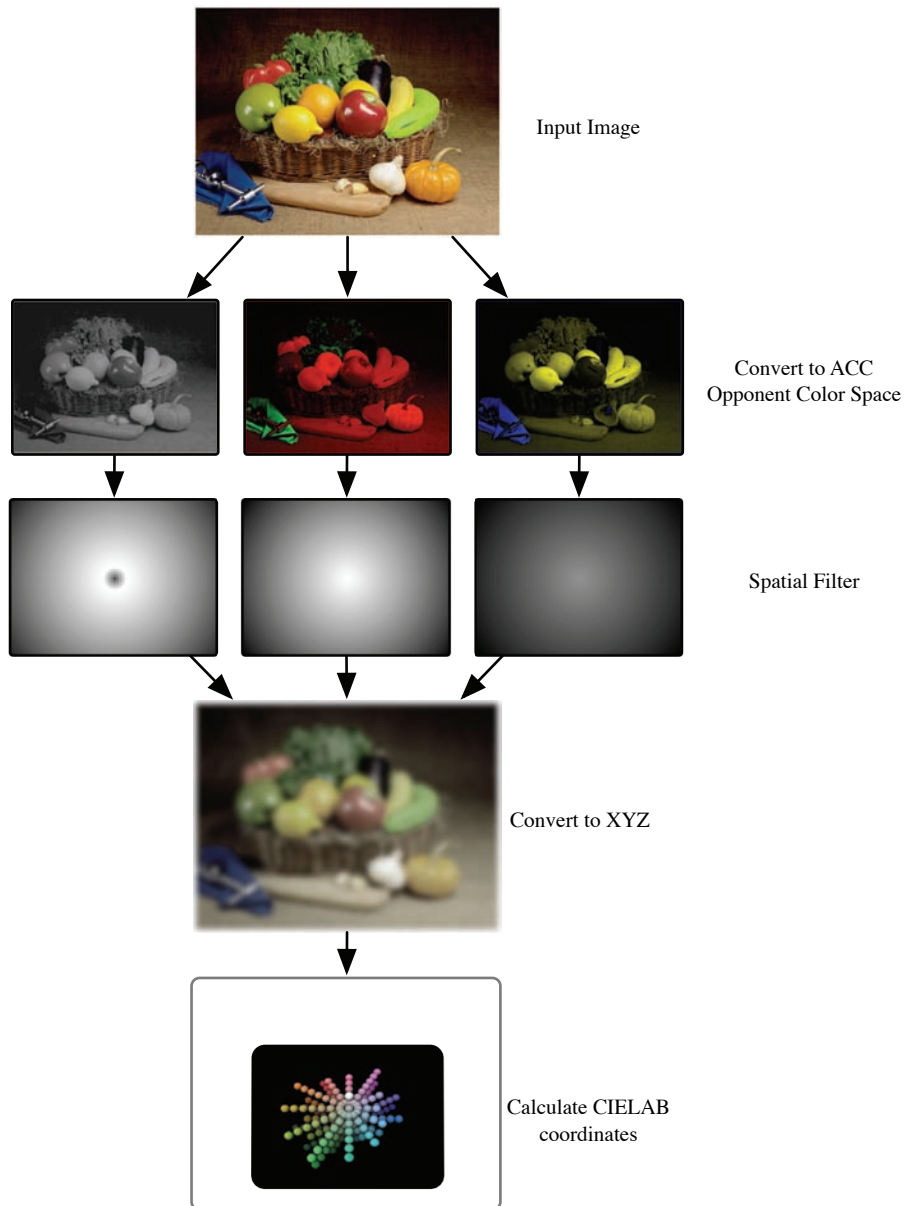 Input Image
Convert to ACC
Opponent Color Space
Spatial Filter
Convert to XYZ
Calculate CIELAB
coordinates